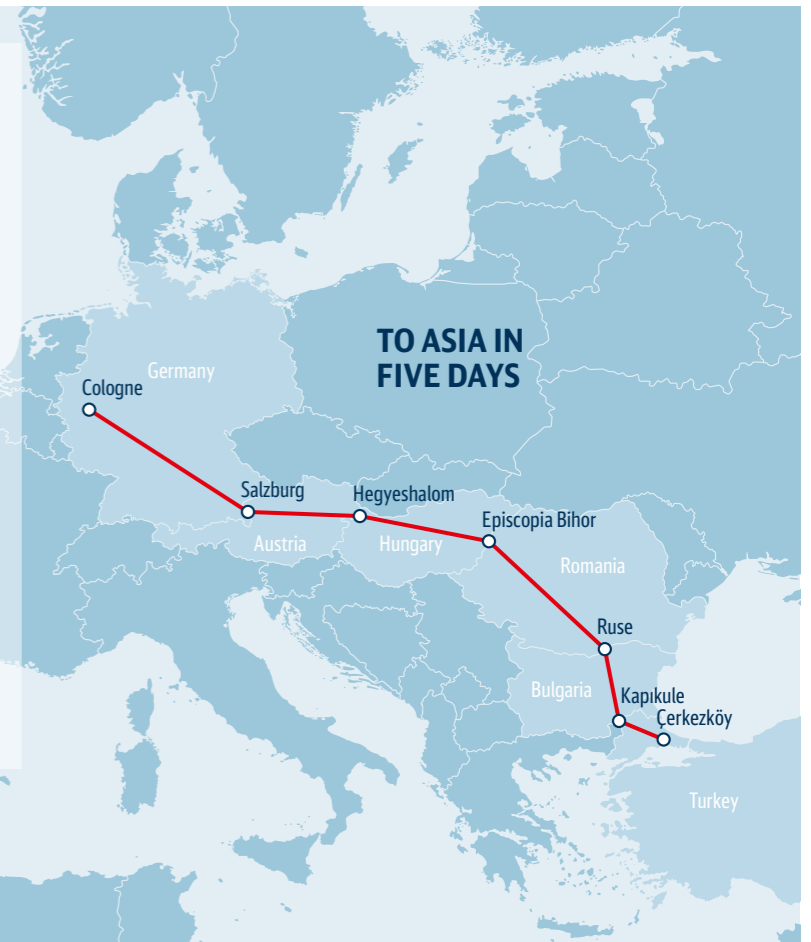 TO ASIA IN
FIVE DAYS
Germany
Cologne
Salzburg
Hegyeshalom
Episcopia Bihor
Austria
Hungary
Romania
Ruse
Bulgaria
Kapıkule
Çerkezköy
Turkey